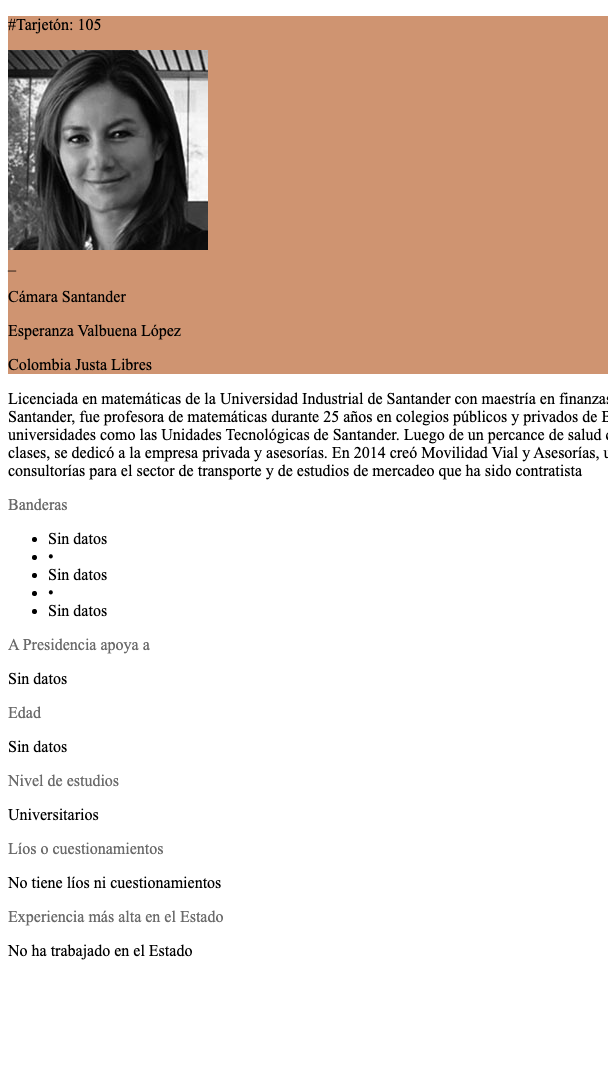 #Tarjetón: 105
_
Cámara Santander
Esperanza Valbuena López
Colombia Justa Libres
Licenciada en matemáticas de la Universidad Industrial de Santander con maestría en finanzas
Santander, fue profesora de matemáticas durante 25 años en colegios públicos y privados de B
universidades como las Unidades Tecnológicas de Santander. Luego de un percance de salud
clases, se dedicó a la empresa privada y asesorías. En 2014 creó Movilidad Vial y Asesorías, u
consultorías para el sector de transporte y de estudios de mercadeo que ha sido contratista
Banderas
• Sin datos
• •
• Sin datos
• •
• Sin datos
A Presidencia apoya a
Sin datos
Edad
Sin datos
Nivel de estudios
Universitarios
Líos o cuestionamientos
No tiene líos ni cuestionamientos
Experiencia más alta en el Estado
No ha trabajado en el Estado